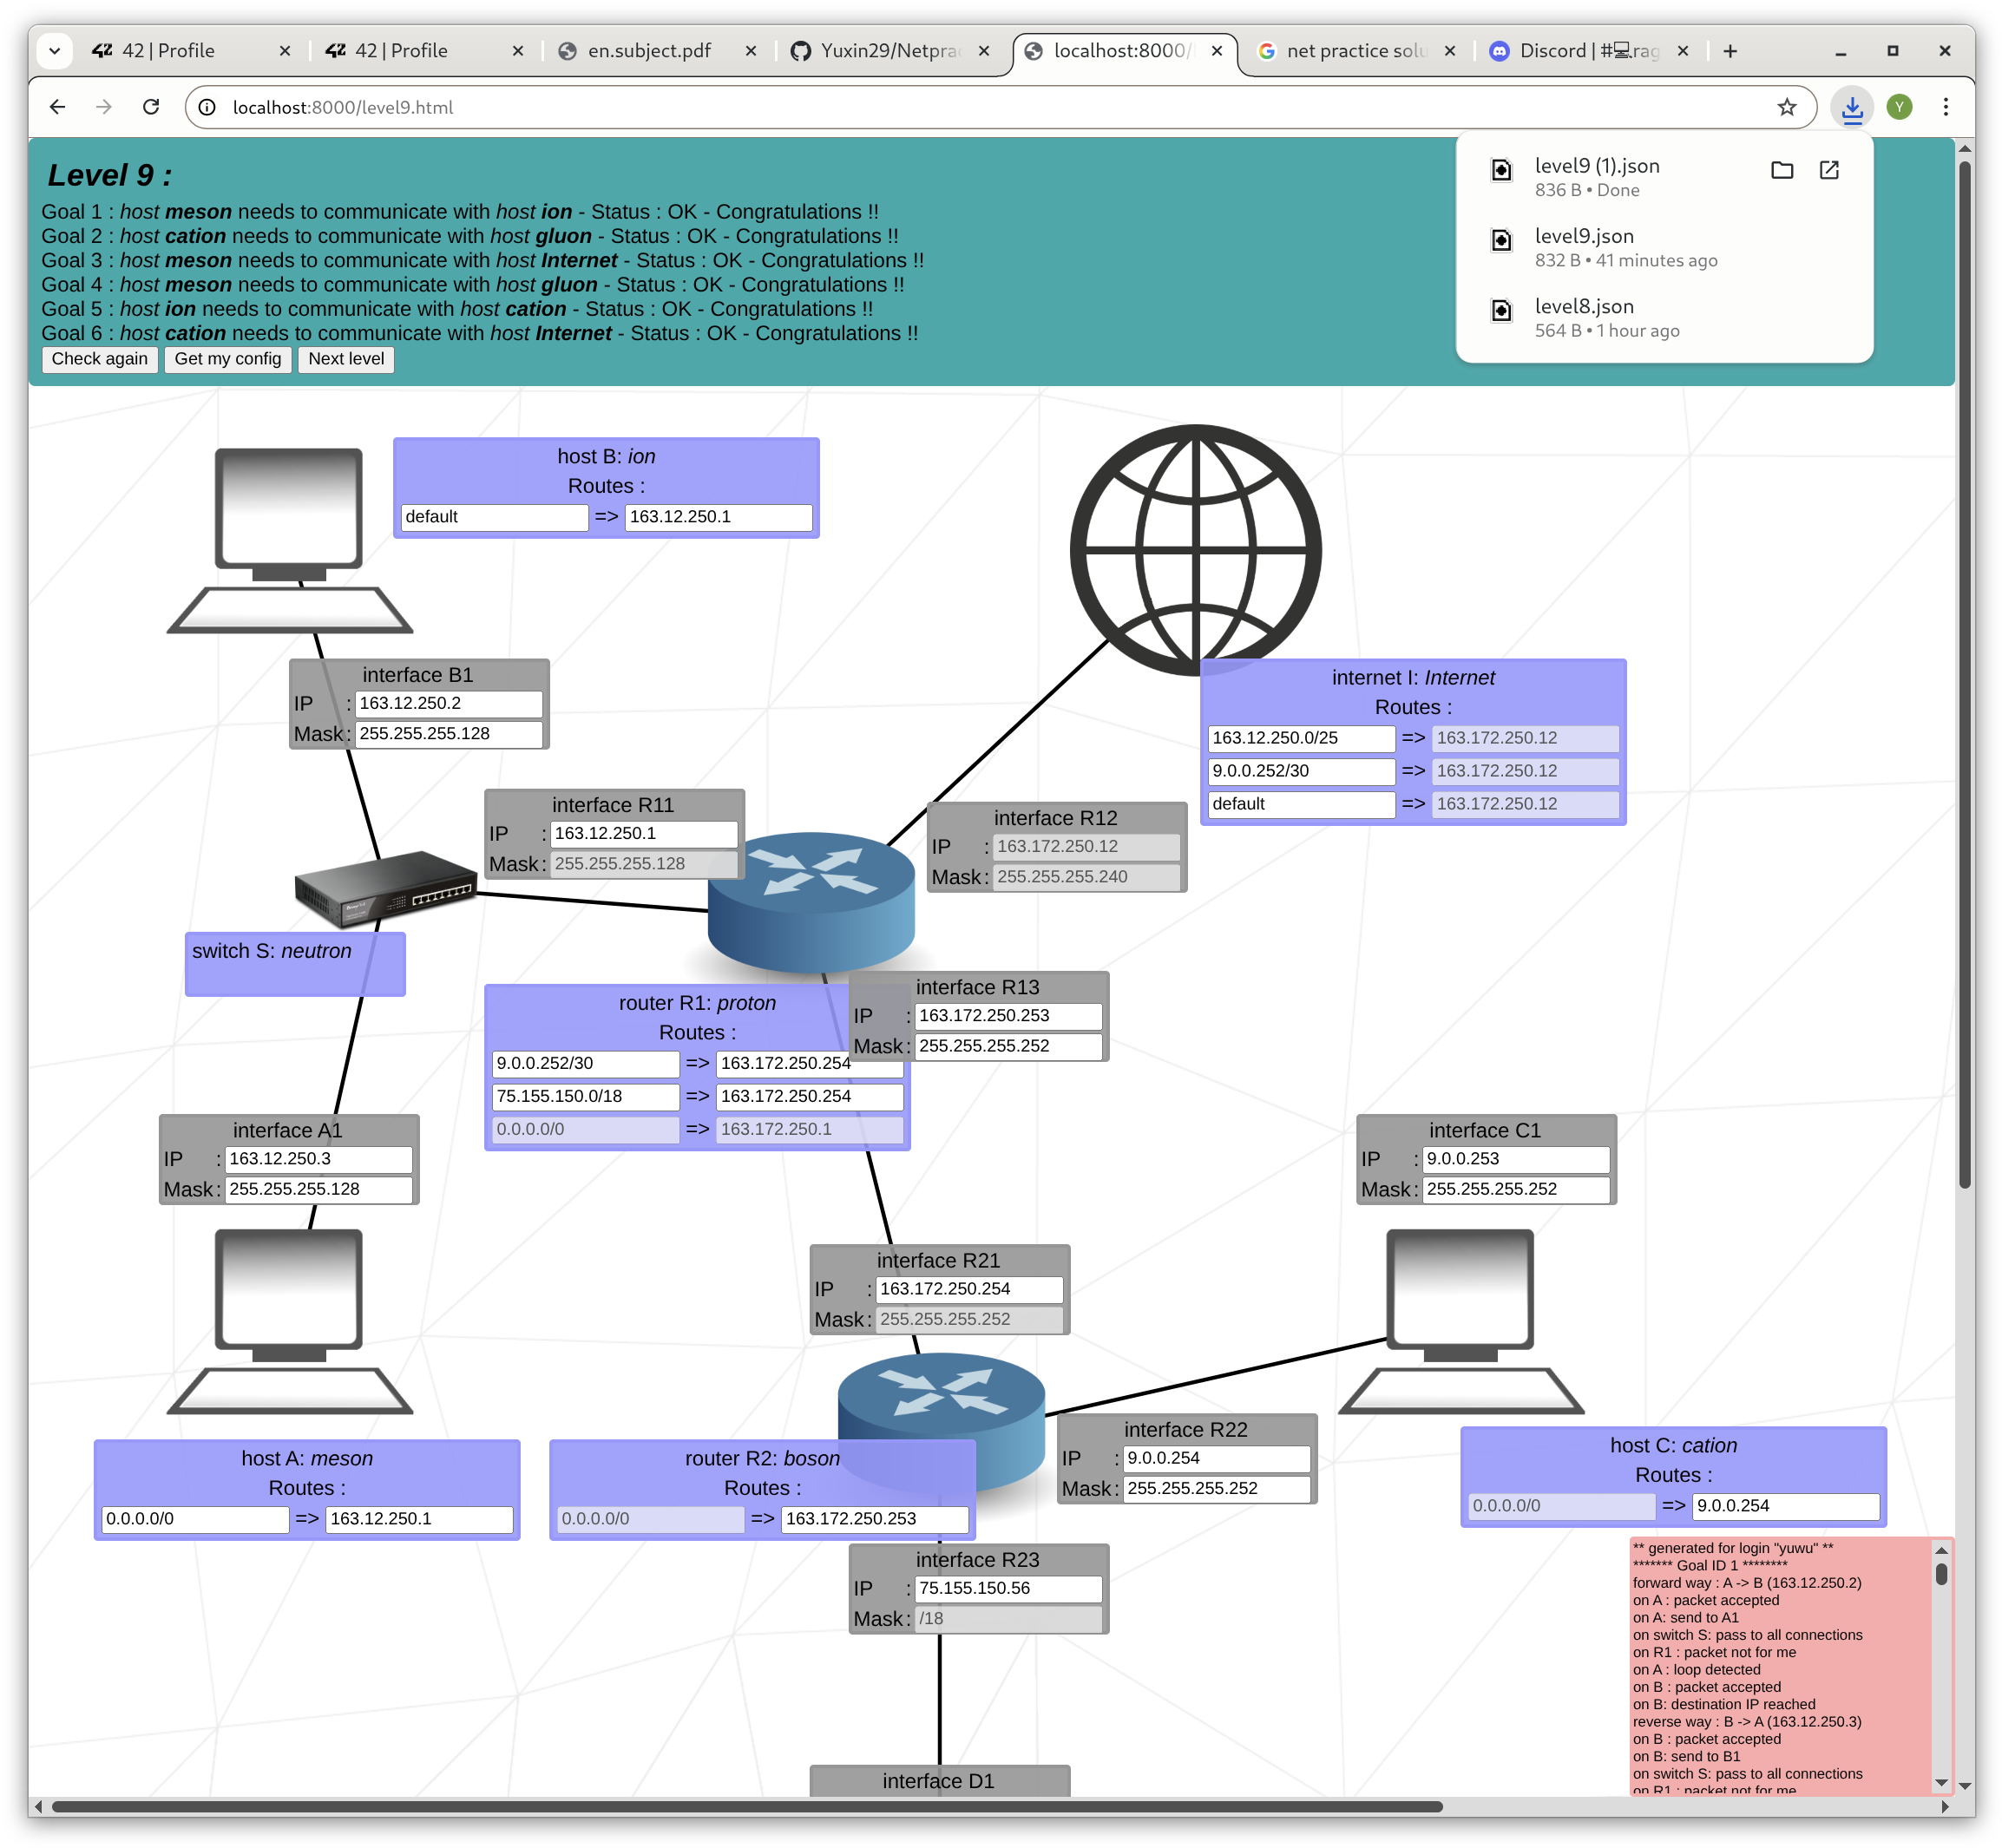 42 | Profile
42 | Profile
en.subject.pdf
Yuxin29/Netprac
localhost:8000/
net practice solu
Discord | #💻.rag
localhost:8000/level9.html
Y
level9 (1).json
836 B • Done
level9.json
832 B • 41 minutes ago
level8.json
564 B • 1 hour ago
Level 9 :
Goal 1 : host meson needs to communicate with host ion - Status : OK - Congratulations !!
Goal 2 : host cation needs to communicate with host gluon - Status : OK - Congratulations !!
Goal 3 : host meson needs to communicate with host Internet - Status : OK - Congratulations !!
Goal 4 : host meson needs to communicate with host gluon - Status : OK - Congratulations !!
Goal 5 : host ion needs to communicate with host cation - Status : OK - Congratulations !!
Goal 6 : host cation needs to communicate with host Internet - Status : OK - Congratulations !!
Check again Get my config Next level
host B: ion
Routes :
default => 163.12.250.1
interface B1
IP : 163.12.250.2
Mask : 255.255.255.128
internet I: Internet
Routes :
163.12.250.0/25 => 163.172.250.12
9.0.0.252/30 => 163.172.250.12
default => 163.172.250.12
interface R11
IP : 163.12.250.1
Mask : 255.255.255.128
interface R12
IP : 163.172.250.12
Mask : 255.255.255.240
switch S: neutron
router R1: proton
Routes :
9.0.0.252/30 => 163.172.250.254
75.155.150.0/18 => 163.172.250.254
0.0.0.0/0 => 163.172.250.1
interface R13
IP : 163.172.250.253
Mask : 255.255.255.252
interface A1
IP : 163.12.250.3
Mask : 255.255.255.128
interface C1
IP : 9.0.0.253
Mask : 255.255.255.252
interface R21
IP : 163.172.250.254
Mask : 255.255.255.252
interface R22
IP : 9.0.0.254
Mask : 255.255.255.252
host A: meson
Routes :
0.0.0.0/0 => 163.12.250.1
router R2: boson
Routes :
0.0.0.0/0 => 163.172.250.253
host C: cation
Routes :
0.0.0.0/0 => 9.0.0.254
interface R23
IP : 75.155.150.56
Mask : /18
interface D1
** generated for login "yuwu" **
******* Goal ID 1 ********
forward way : A -> B (163.12.250.2)
on A : packet accepted
on A: send to A1
on switch S: pass to all connections
on R1 : packet not for me
on A : loop detected
on B : packet accepted
on B: destination IP reached
reverse way : B -> A (163.12.250.3)
on B : packet accepted
on B: send to B1
on switch S: pass to all connections
on R1 : packet not for me